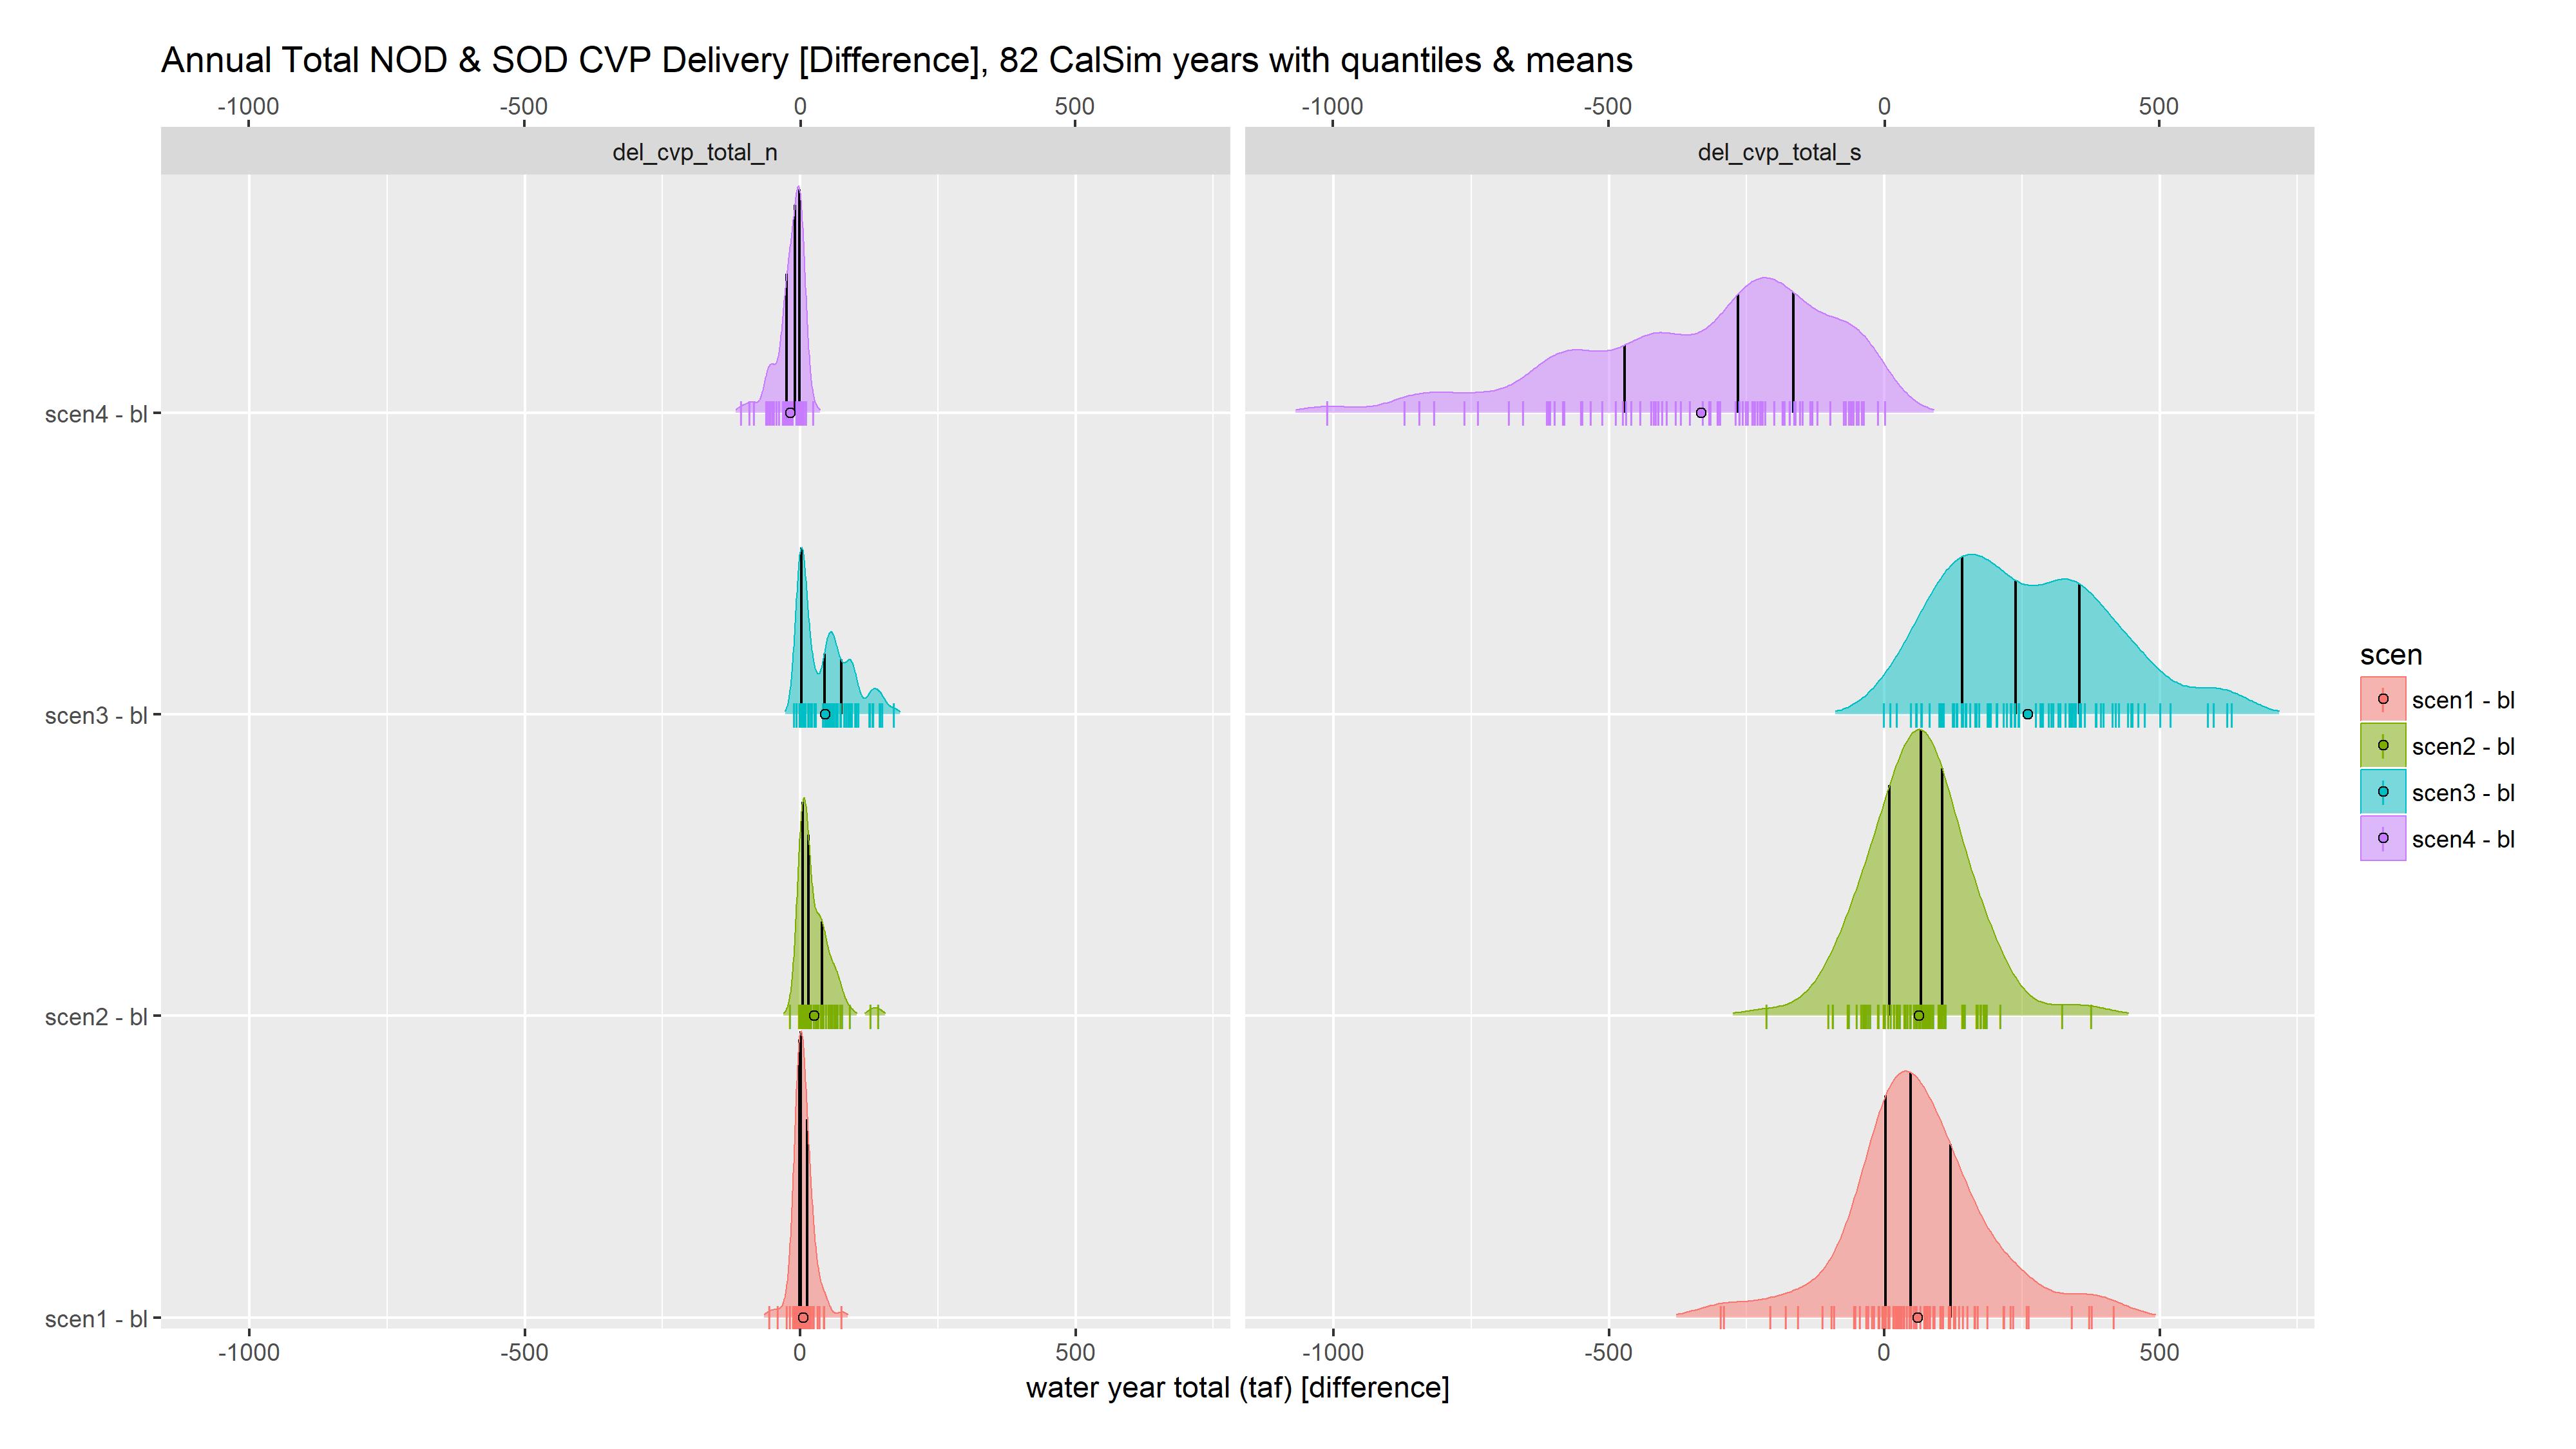 Annual Total NOD & SOD CVP Delivery [Difference], 82 CalSim years with quantiles & means
-1000 -500 0 500 -1000 -500 0 500
del_cvp_total_n del_cvp_total_s
scen4 - bl
scen3 - bl
scen2 - bl
scen1 - bl
-1000 -500 0 500 -1000 -500 0 500
water year total (taf) [difference]
scen
scen1 - bl
scen2 - bl
scen3 - bl
scen4 - bl